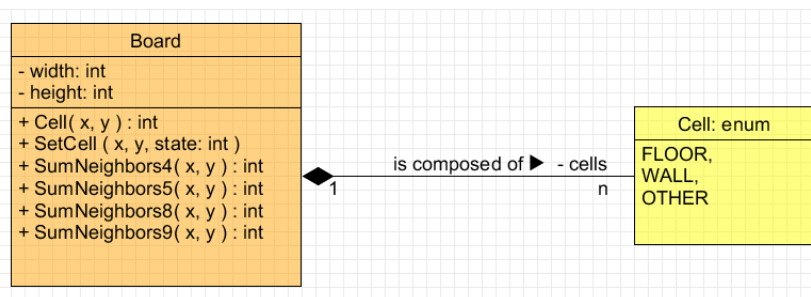 Board
- width: int
- height: int
+ Cell( x, y ) : int
+ SetCell ( x, y, state: int )
+ SumNeighbors4( x, y ) : int
+ SumNeighbors5( x, y ) : int
+ SumNeighbors8( x, y ) : int
+ SumNeighbors9( x, y ) : int
is composed of ▶ - cells
1 n
Cell: enum
FLOOR,
WALL,
OTHER